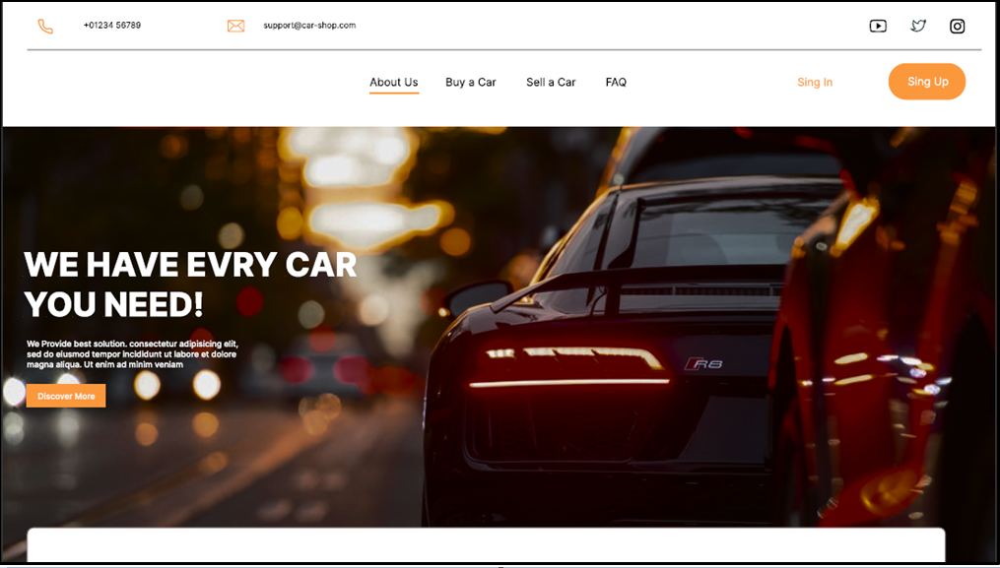 +01234 56789
support@car-shop.com
About Us
Buy a Car
Sell a Car
FAQ
Sing In
Sing Up
WE HAVE EVRY CAR
YOU NEED!
We Provide best solution. consectetur adipisicing elit,
sed do eiusmod tempor incididunt ut labore et dolore
magna aliqua. Ut enim ad minim veniam
Discover More
R8